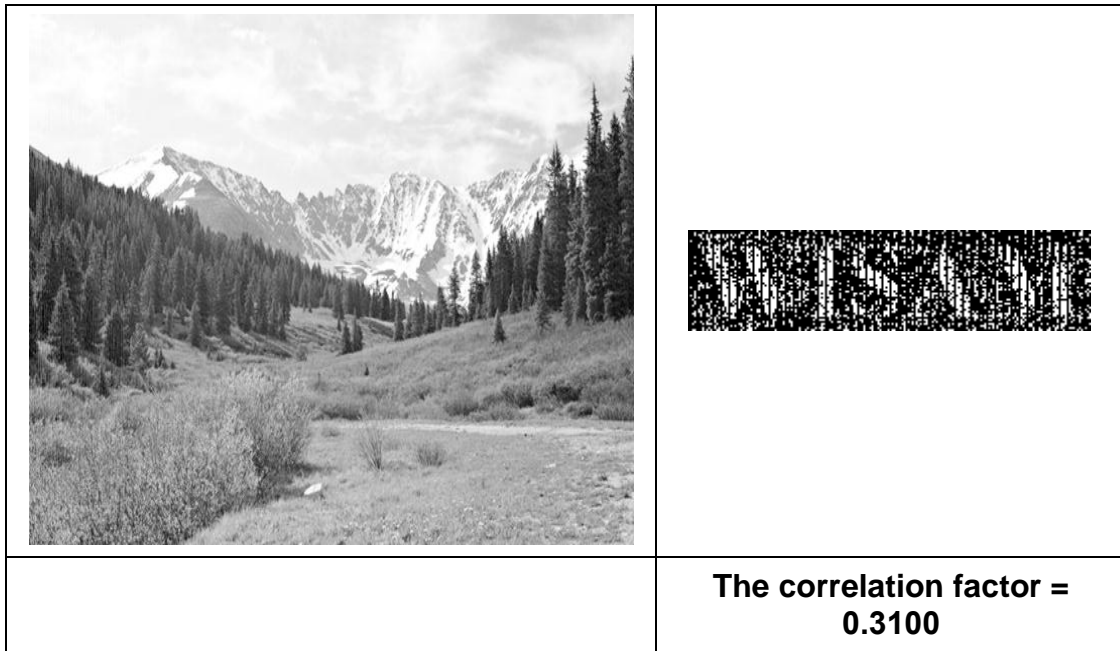 The correlation factor =
0.3100